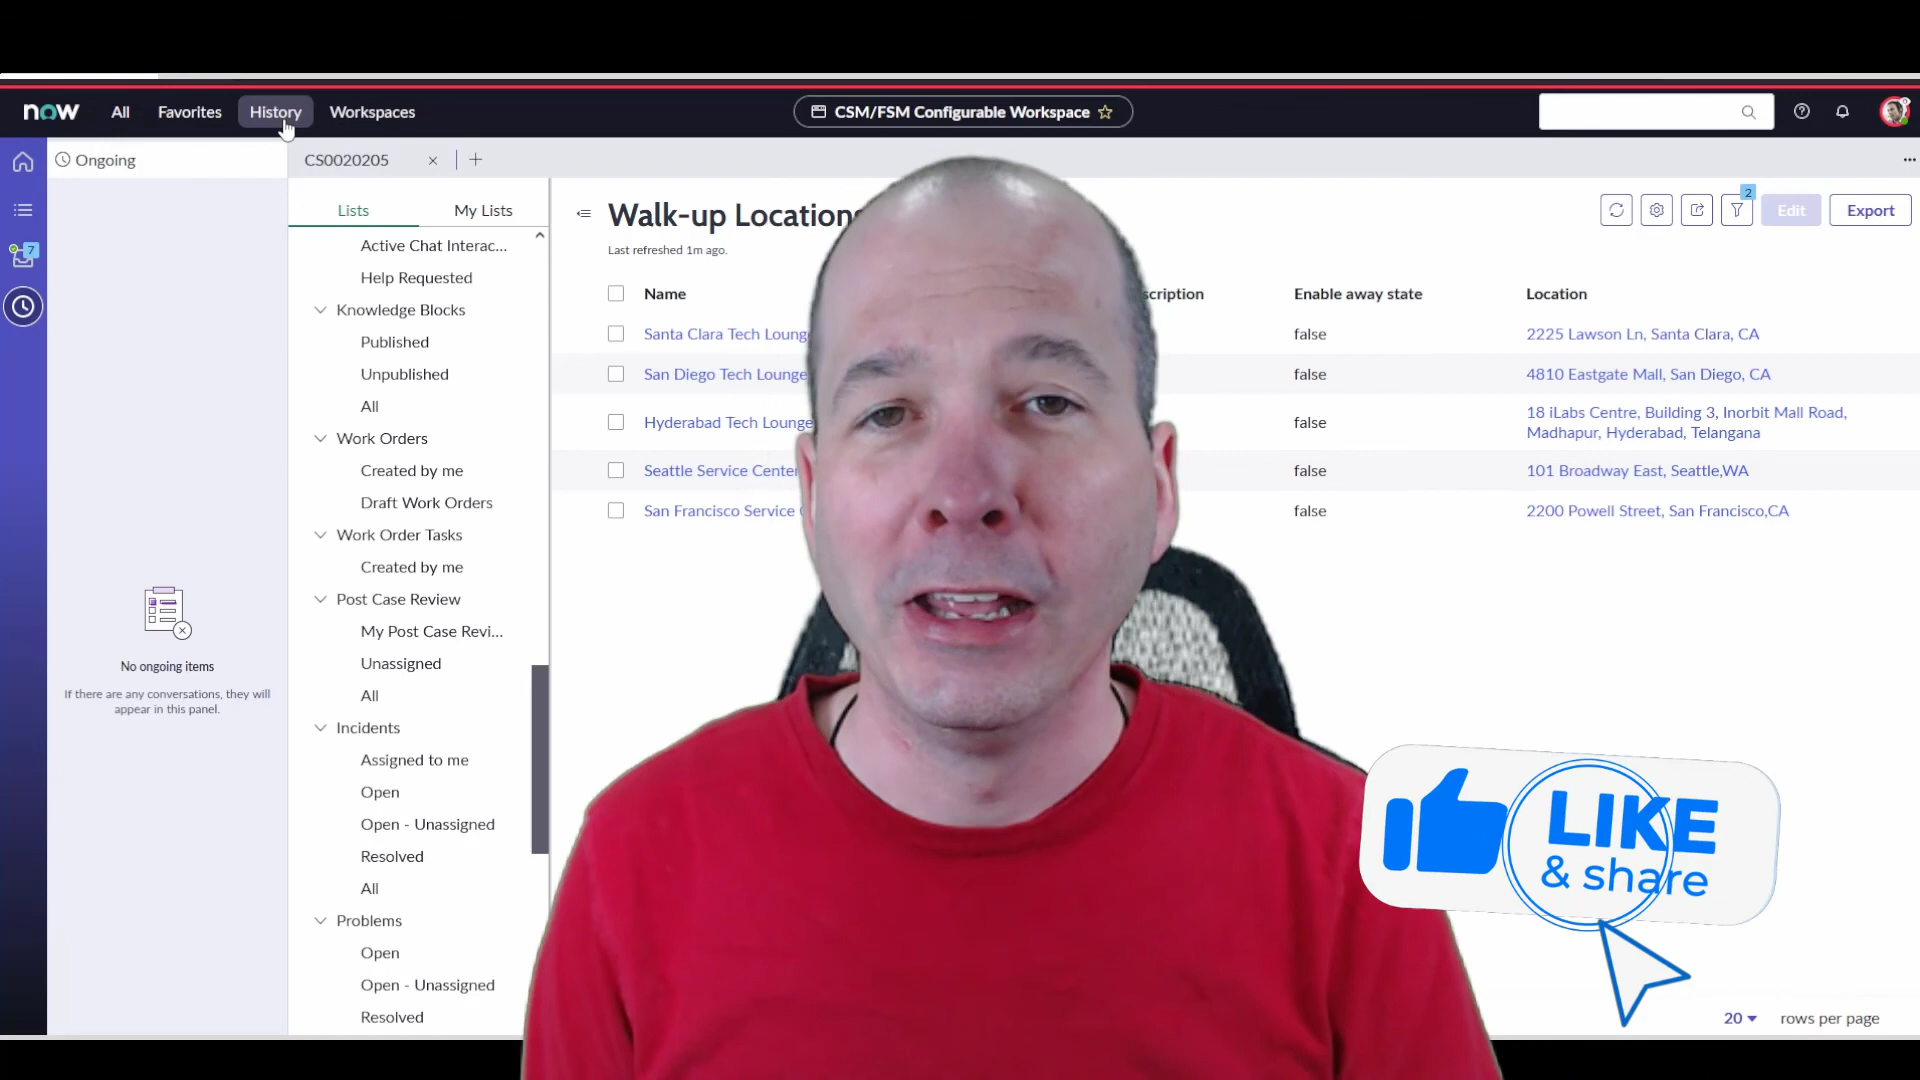 now
All
Favorites
History
Workspaces
CSM/FSM Configurable Workspace
Ongoing
CS0020205
7
No ongoing items
If there are any conversations, they will
appear in this panel.
Lists
My Lists
Active Chat Interac...
Help Requested
Knowledge Blocks
Published
Unpublished
All
Work Orders
Created by me
Draft Work Orders
Work Order Tasks
Created by me
Post Case Review
My Post Case Revi...
Unassigned
All
Incidents
Assigned to me
Open
Open - Unassigned
Resolved
All
Problems
Open
Open - Unassigned
Resolved
Walk-up Locations
Last refreshed 1m ago.
2
Edit
Export
Name
scription
Enable away state
Location
Santa Clara Tech Loung
false
2225 Lawson Ln, Santa Clara, CA
San Diego Tech Lounge
false
4810 Eastgate Mall, San Diego, CA
Hyderabad Tech Lounge
false
18 iLabs Centre, Building 3, Inorbit Mall Road,
Madhapur, Hyderabad, Telangana
Seattle Service Center
false
101 Broadway East, Seattle,WA
San Francisco Service
false
2200 Powell Street, San Francisco,CA
LIKE
& share
20
rows per page